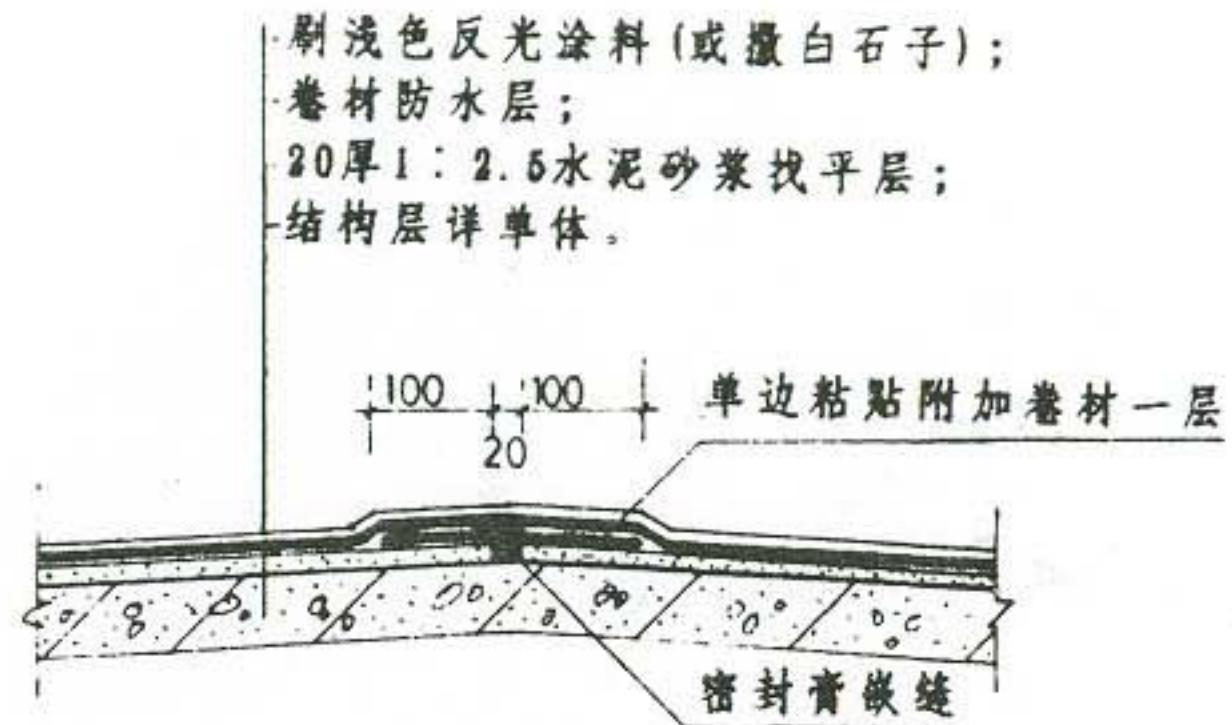 刷浅色反光涂料(或撒白石子);
卷材防水层;
20厚1:2.5水泥砂浆找平层;
结构层详单体。
100 100
20
单边粘贴附加卷材一层
密封膏嵌缝